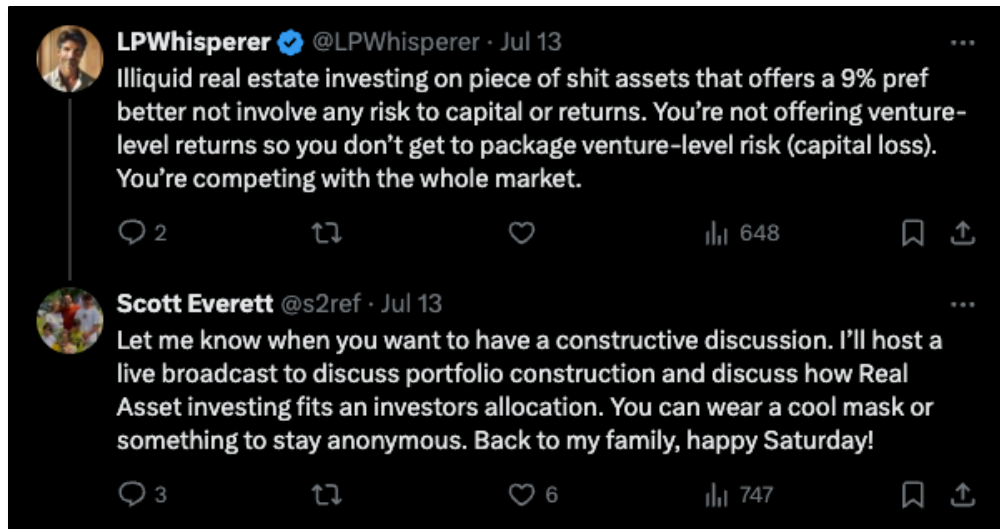 LPWhisperer @LPWhisperer · Jul 13
Illiquid real estate investing on piece of shit assets that offers a 9% pref
better not involve any risk to capital or returns. You’re not offering venture-
level returns so you don’t get to package venture-level risk (capital loss).
You’re competing with the whole market.
2 648
Scott Everett @s2ref · Jul 13
Let me know when you want to have a constructive discussion. I’ll host a
live broadcast to discuss portfolio construction and discuss how Real
Asset investing fits an investors allocation. You can wear a cool mask or
something to stay anonymous. Back to my family, happy Saturday!
3 6 747